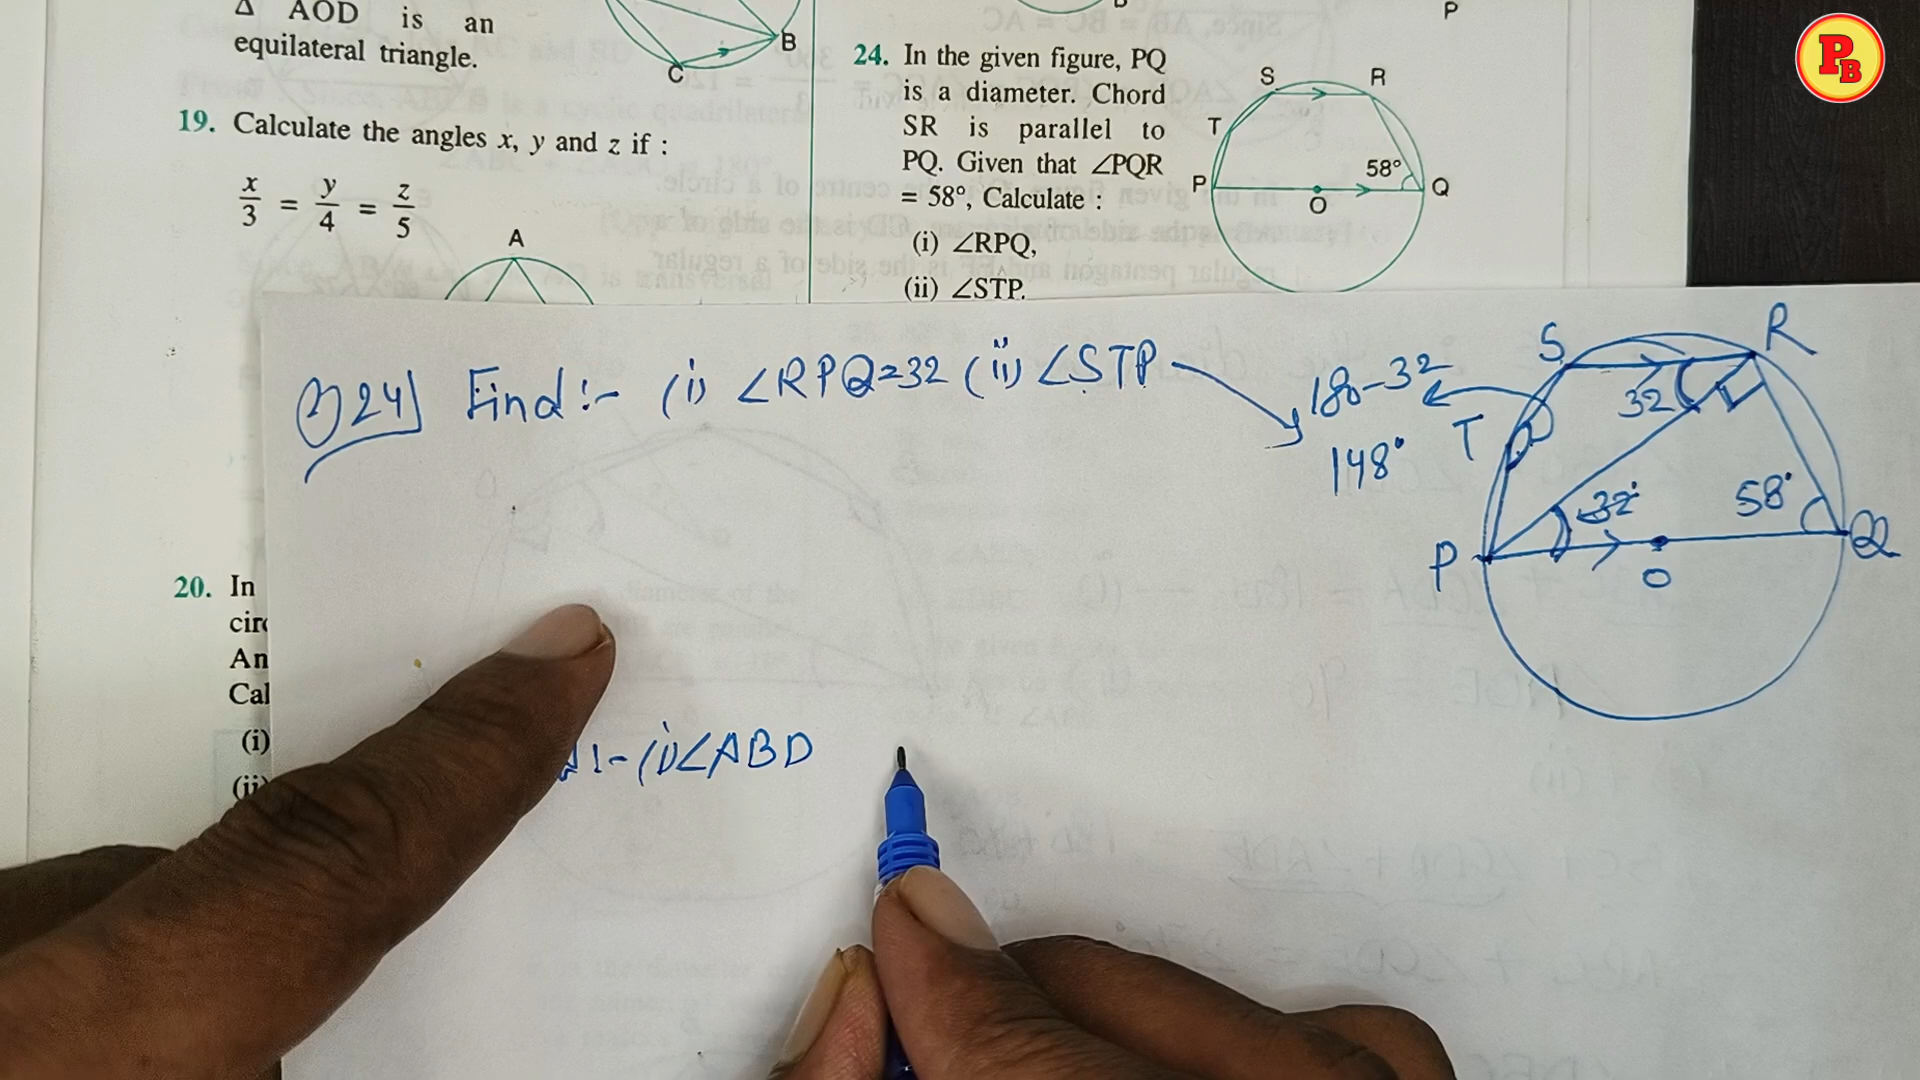 Δ AOD is an
equilateral triangle.
C
B
19. Calculate the angles x, y and z if :
x/3 = y/4 = z/5
A
20. In
circ
An
Cal
(i)
(ii)
24. In the given figure, PQ
is a diameter. Chord
SR is parallel to
PQ. Given that ∠PQR
= 58°, Calculate :
(i) ∠RPQ,
(ii) ∠STP.
S R
T
58°
P O Q
P
PB
Q24] Find :- (i) ∠RPQ=32 (ii) ∠STP
180-32
148°
S R
32
T
32° 58°
P O Q
:- (i) ∠ABD